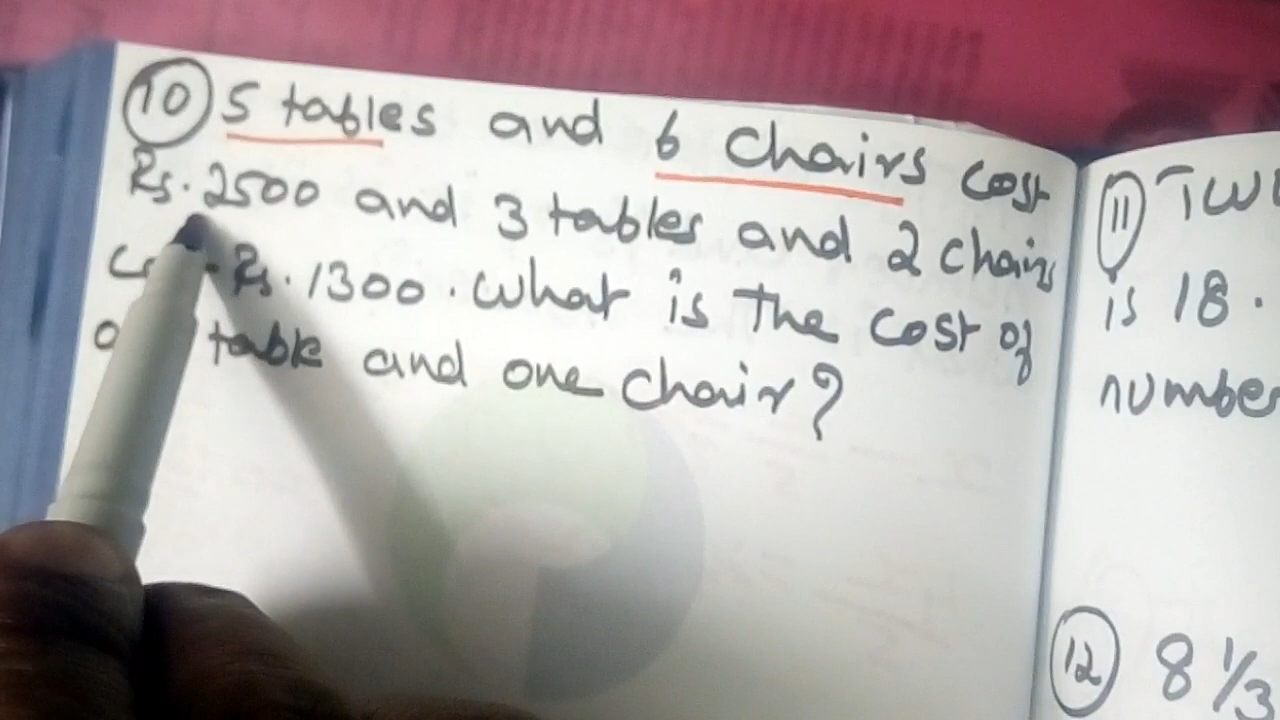 10 5 tables and 6 chairs cost
Rs. 2500 and 3 tables and 2 chairs
Rs. 1300. What is the cost of
table and one chair?
11
is 18.
number
12 8 1/3